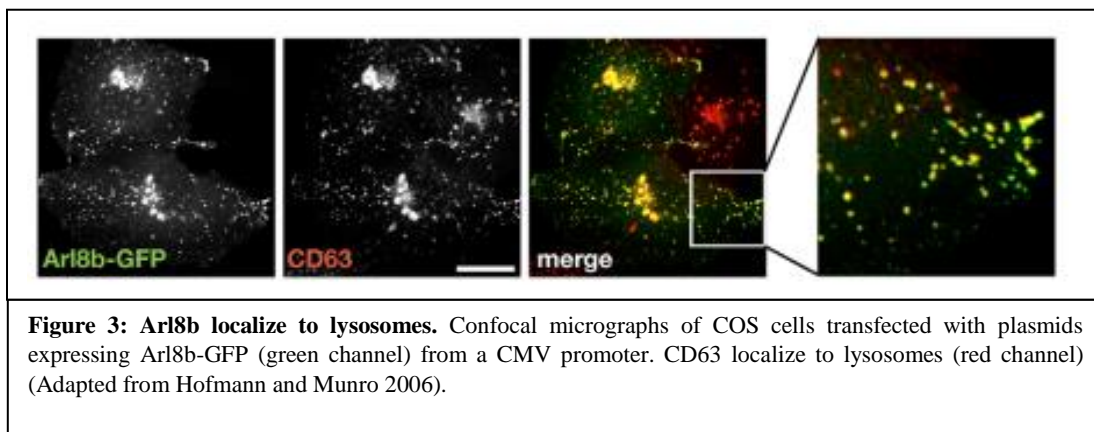 Arl8b-GFP
CD63
merge
Figure 3: Arl8b localize to lysosomes. Confocal micrographs of COS cells transfected with plasmids
expressing Arl8b-GFP (green channel) from a CMV promoter. CD63 localize to lysosomes (red channel)
(Adapted from Hofmann and Munro 2006).